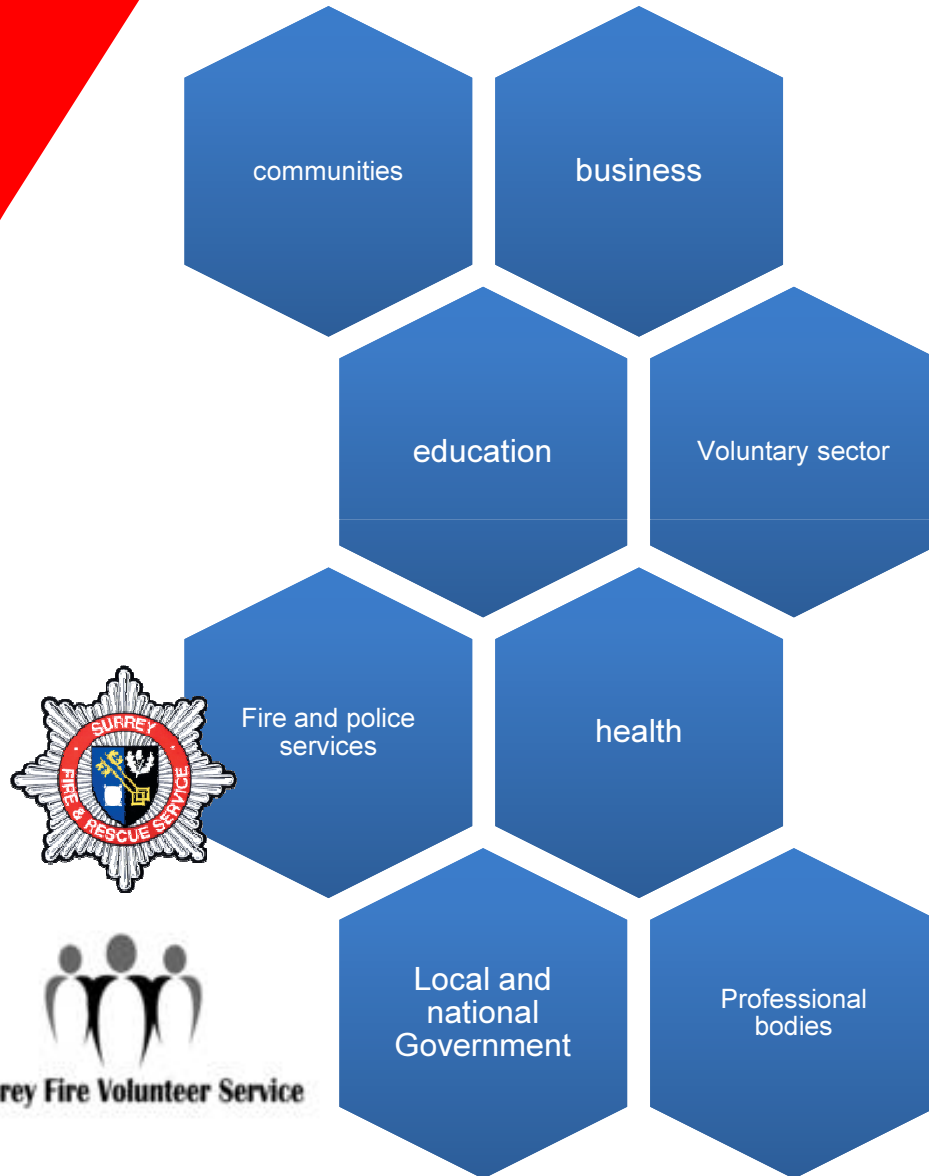 communities
business
education
Voluntary sector
Fire and police
services
health
SURREY
FIRE & RESCUE SERVICE
Local and
national
Government
Professional
bodies
rey Fire Volunteer Service